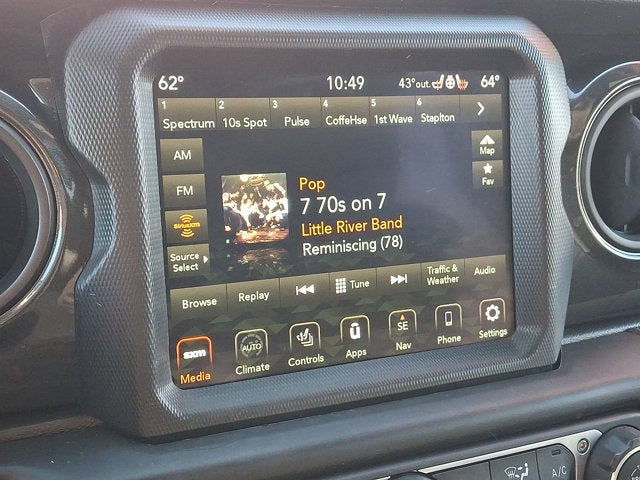 62° 10:49 43°out. 64°
1 2 3 4 5 6
Spectrum 10s Spot Pulse CoffeHse 1st Wave Staplton
AM
Map
Pop
FM
Fav
7 70s on 7
SiriusXM
Little River Band
Source
Select
Reminiscing (78)
Browse Replay Tune Traffic &
Weather
Audio
sxm AUTO SE
Media Climate Controls Apps Nav Phone Settings
A/C